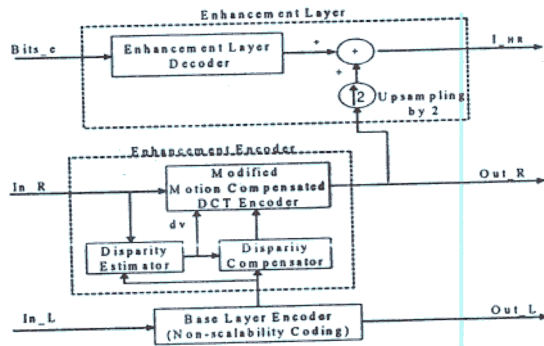 Enhancement Layer
Bits_e
Enhancement Layer
Decoder
+
+
I_HR
+
2
Upsampling
by 2
Enhancement Encoder
In_R
Modified
Motion Compensated
DCT Encoder
Out_R
dv
Disparity
Estimator
Disparity
Compensator
In_L
Base Layer Encoder
(Non-scalability Coding)
Out_L